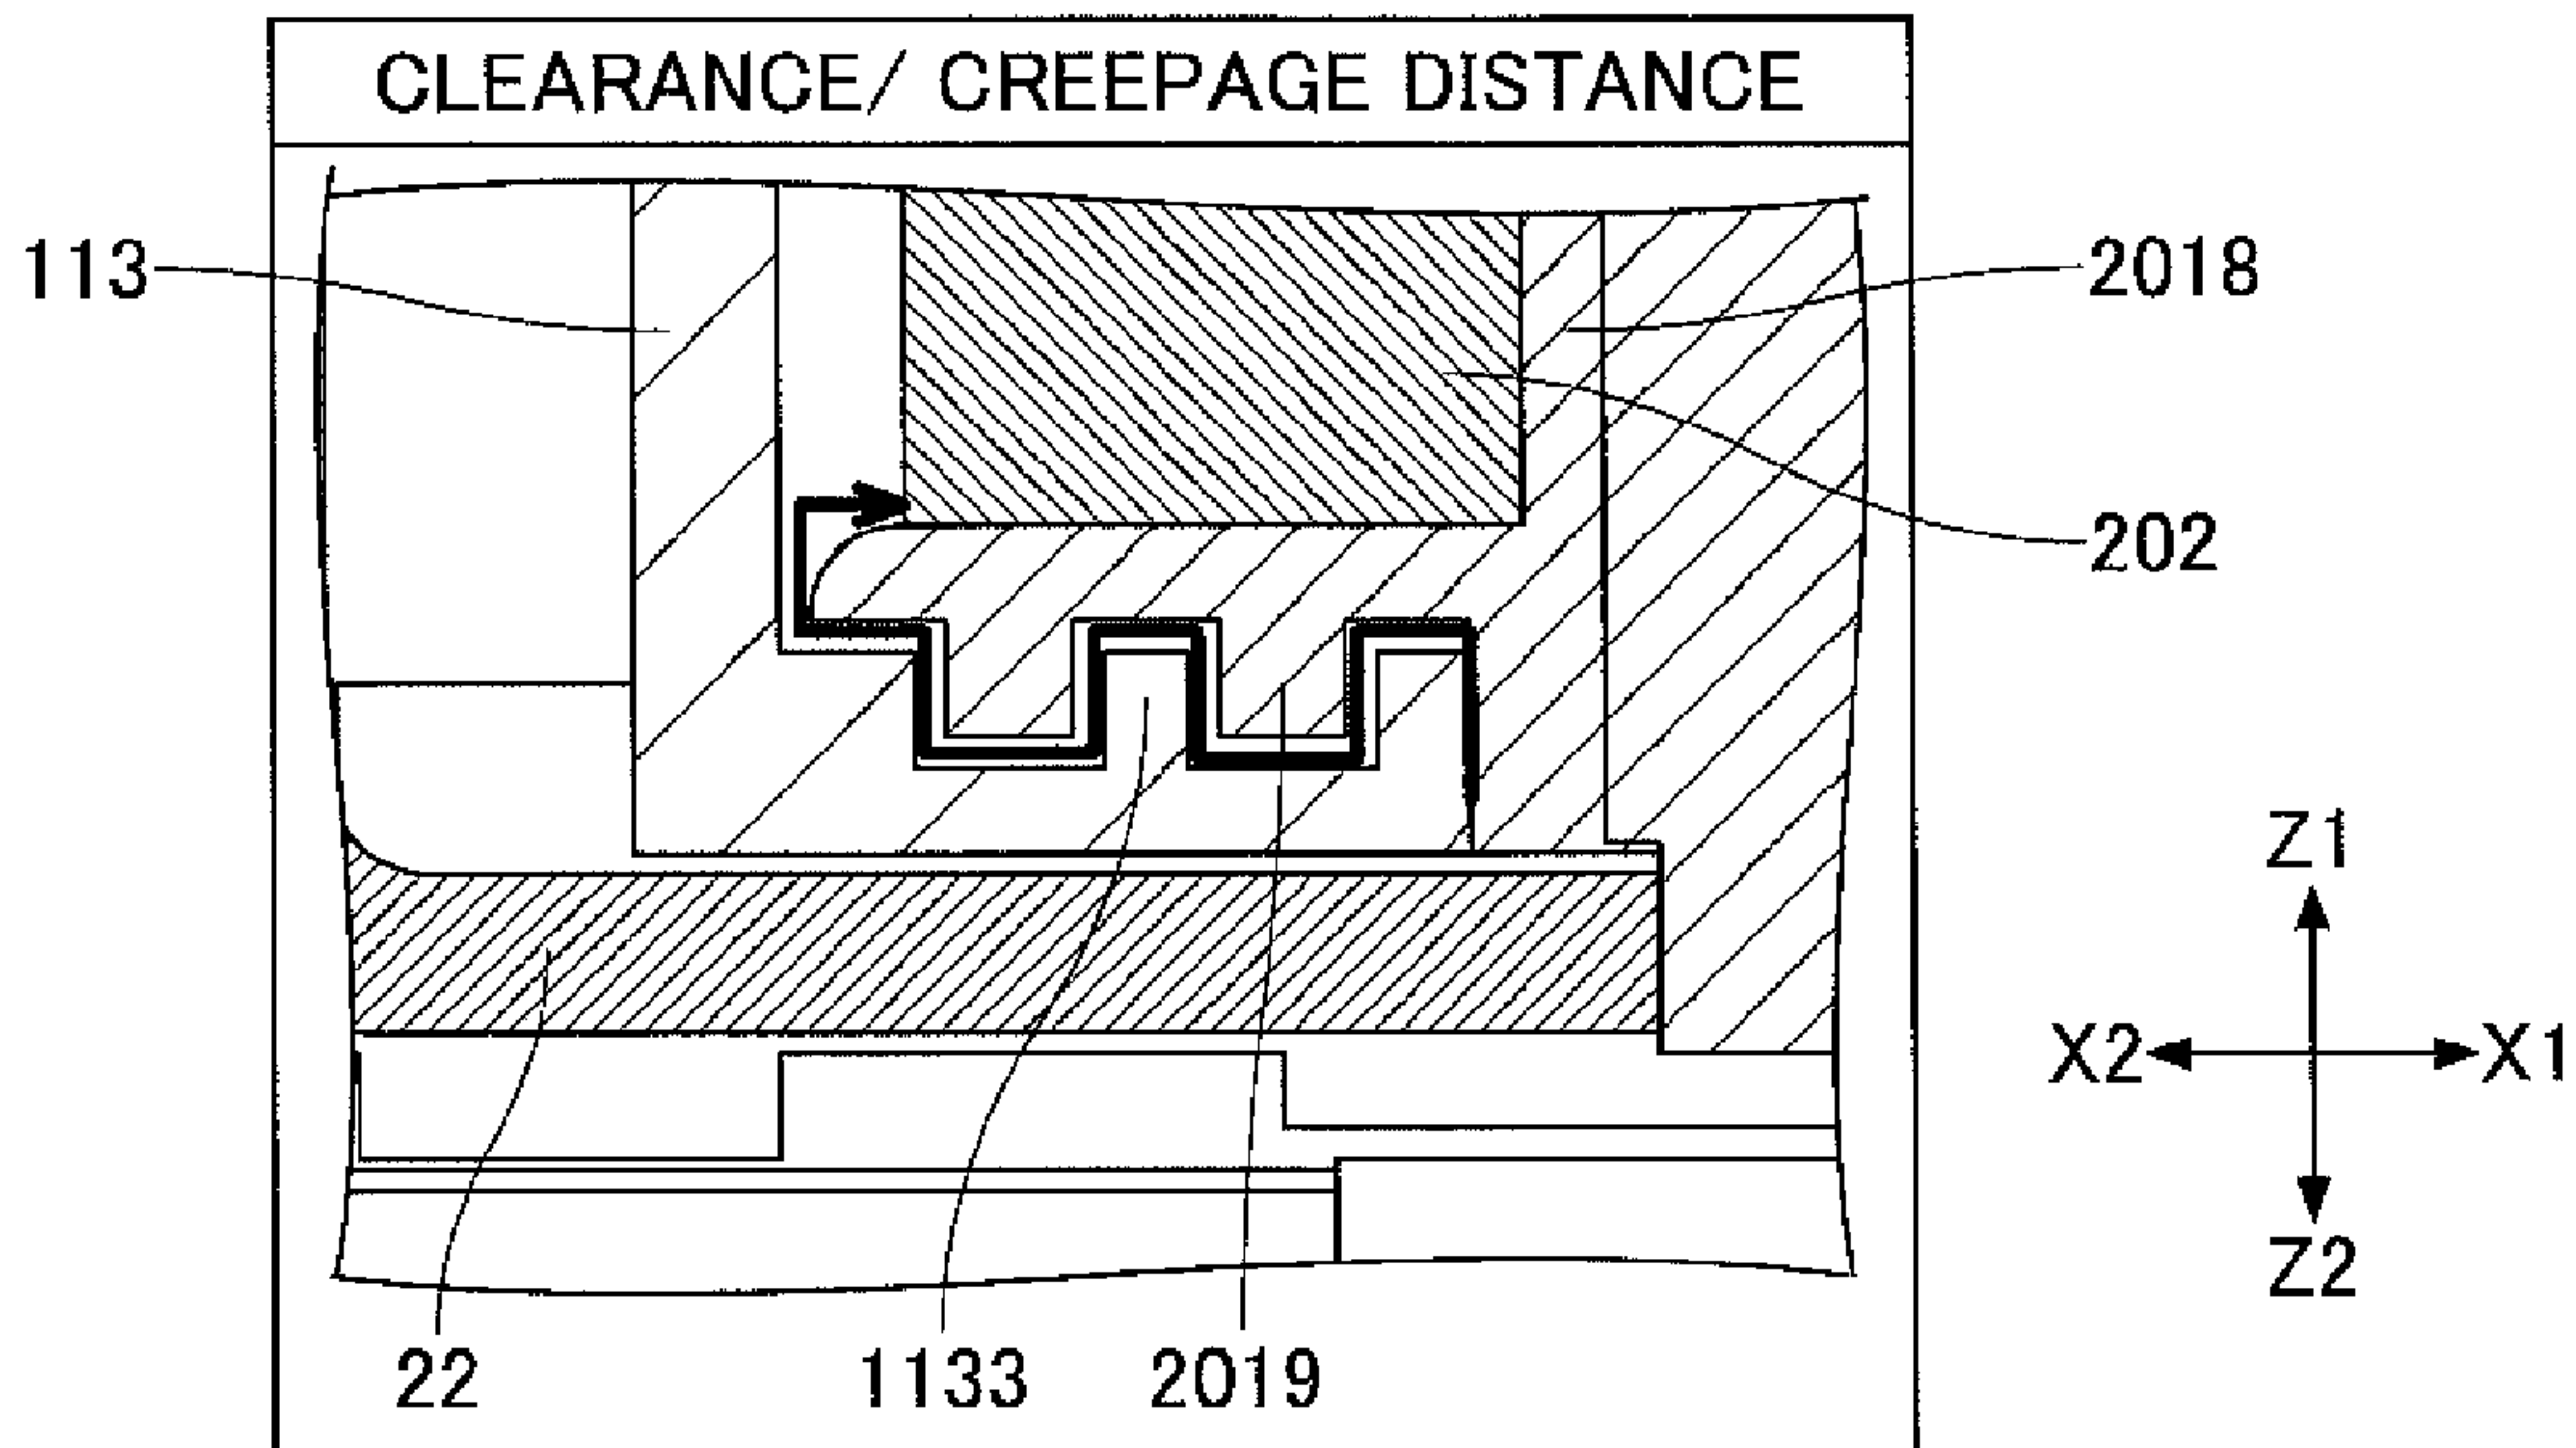 CLEARANCE/ CREEPAGE DISTANCE
113
2018
202
Z1
X2
X1
Z2
22
1133
2019